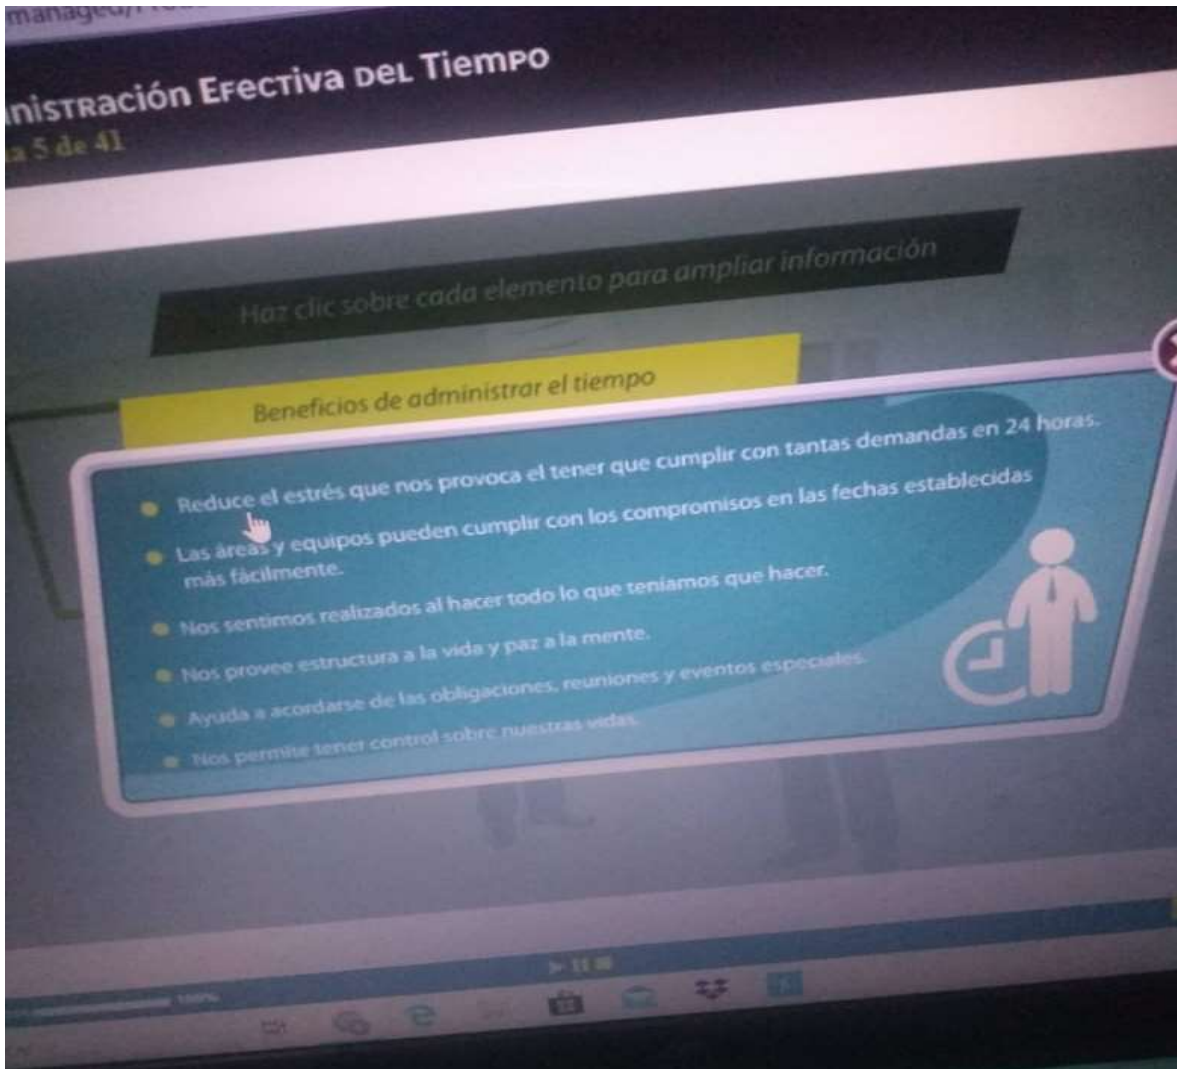 managed/
nistración Efectiva del Tiempo
a 5 de 41
Haz clic sobre cada elemento para ampliar información
Beneficios de administrar el tiempo
Reduce el estrés que nos provoca el tener que cumplir con tantas demandas en 24 horas.
Las áreas y equipos pueden cumplir con los compromisos en las fechas establecidas
más fácilmente.
Nos sentimos realizados al hacer todo lo que teníamos que hacer.
Nos provee estructura a la vida y paz a la mente.
Ayuda a acordarse de las obligaciones, reuniones y eventos especiales.
Nos permite tener control sobre nuestras vidas.
100%